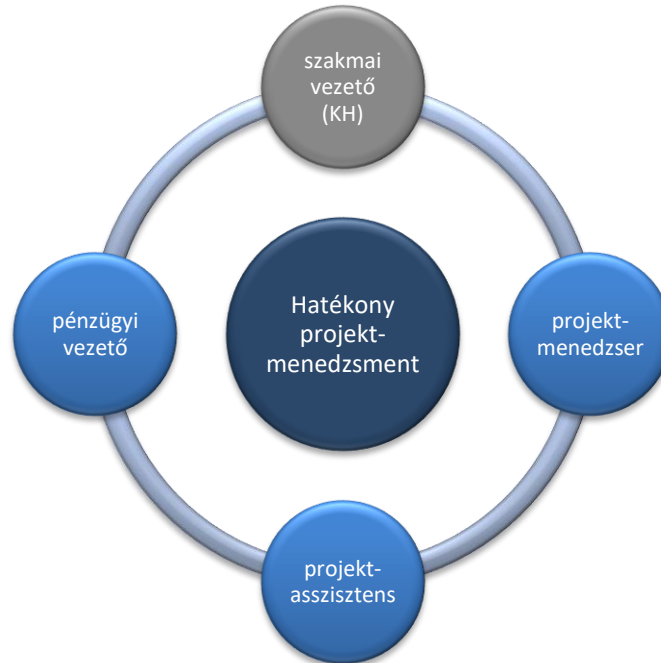 szakmai
vezető
(KH)
pénzügyi
vezető
Hatékony
projekt-
menedzsment
projekt-
menedzser
projekt-
asszisztens